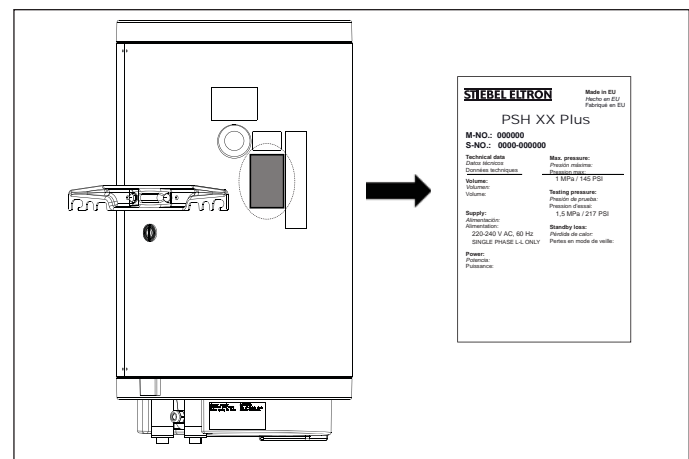 STIEBEL ELTRON
Made in EU
Hecho en EU
Fabriqué en EU
PSH XX Plus
M-NO.: 000000
S-NO.: 0000-000000
Technical data
Datos técnicos
Données techniques
Volume:
Volumen:
Volume:
Supply:
Alimentación:
Alimentation:
220-240 V AC, 60 Hz
SINGLE PHASE L-L ONLY
Power:
Potencia:
Puissance:
Max. pressure:
Presión máxima:
Pression max:
1 MPa / 145 PSI
Testing pressure:
Presión de prueba:
Pression d'essai:
1,5 MPa / 217 PSI
Standby loss:
Pérdida de calor:
Pertes en mode de veille: